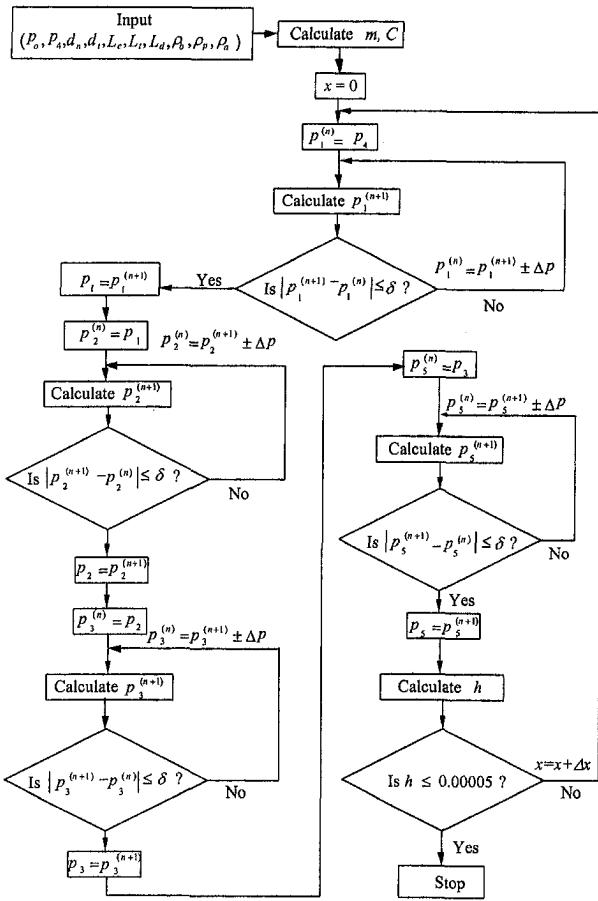 Input
(p_o, p_4, d_n, d_t, L_c, L_t, L_d, ρ_b, ρ_p, ρ_a)
Calculate m, C
x = 0
p_1^(n) = p_4
Calculate p_1^(n+1)
p_1^(n) = p_1^(n+1) ± Δp
Is |p_1^(n+1) − p_1^(n)| ≤ δ ?
No
Yes
p_1 = p_1^(n+1)
p_2^(n) = p_1
p_2^(n) = p_2^(n+1) ± Δp
Calculate p_2^(n+1)
Is |p_2^(n+1) − p_2^(n)| ≤ δ ?
No
p_2 = p_2^(n+1)
p_3^(n) = p_2
p_3^(n) = p_3^(n+1) ± Δp
Calculate p_3^(n+1)
Is |p_3^(n+1) − p_3^(n)| ≤ δ ?
No
p_3 = p_3^(n+1)
p_5^(n) = p_3
p_5^(n) = p_5^(n+1) ± Δp
Calculate p_5^(n+1)
Is |p_5^(n+1) − p_5^(n)| ≤ δ ?
No
Yes
p_5 = p_5^(n+1)
Calculate h
Is h ≤ 0.00005 ?
x=x+Δx
No
Yes
Stop